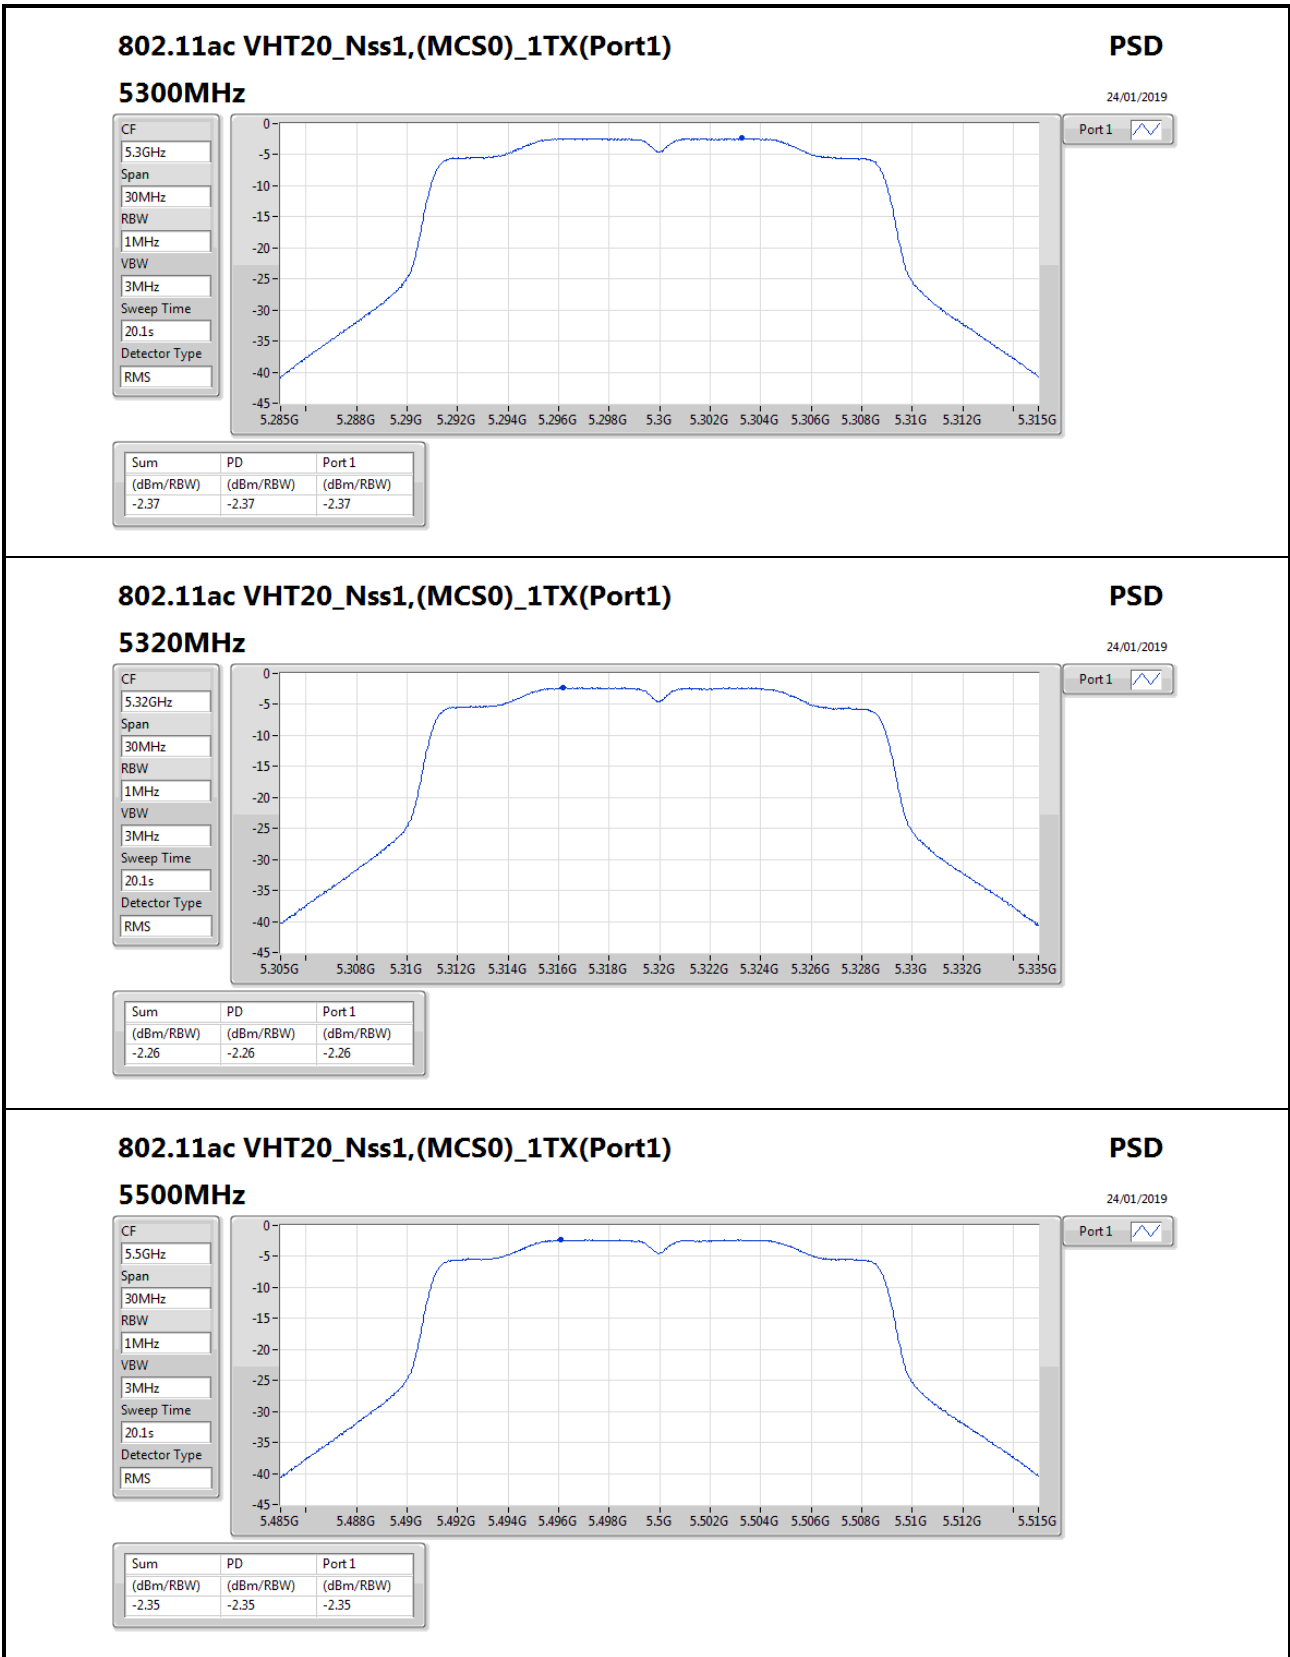 802.11ac VHT20_Nss1,(MCS0)_1TX(Port1) PSD
5300MHz 24/01/2019
CF
5.3GHz
Span
30MHz
RBW
1MHz
VBW
3MHz
Sweep Time
20.1s
Detector Type
RMS
0
-5
-10
-15
-20
-25
-30
-35
-40
-45
5.285G 5.288G 5.29G 5.292G 5.294G 5.296G 5.298G 5.3G 5.302G 5.304G 5.306G 5.308G 5.31G 5.312G 5.315G
Port 1
Sum PD Port 1
(dBm/RBW) (dBm/RBW) (dBm/RBW)
-2.37 -2.37 -2.37
802.11ac VHT20_Nss1,(MCS0)_1TX(Port1) PSD
5320MHz 24/01/2019
CF
5.32GHz
Span
30MHz
RBW
1MHz
VBW
3MHz
Sweep Time
20.1s
Detector Type
RMS
0
-5
-10
-15
-20
-25
-30
-35
-40
-45
5.305G 5.308G 5.31G 5.312G 5.314G 5.316G 5.318G 5.32G 5.322G 5.324G 5.326G 5.328G 5.33G 5.332G 5.335G
Port 1
Sum PD Port 1
(dBm/RBW) (dBm/RBW) (dBm/RBW)
-2.26 -2.26 -2.26
802.11ac VHT20_Nss1,(MCS0)_1TX(Port1) PSD
5500MHz 24/01/2019
CF
5.5GHz
Span
30MHz
RBW
1MHz
VBW
3MHz
Sweep Time
20.1s
Detector Type
RMS
0
-5
-10
-15
-20
-25
-30
-35
-40
-45
5.485G 5.488G 5.49G 5.492G 5.494G 5.496G 5.498G 5.5G 5.502G 5.504G 5.506G 5.508G 5.51G 5.512G 5.515G
Port 1
Sum PD Port 1
(dBm/RBW) (dBm/RBW) (dBm/RBW)
-2.35 -2.35 -2.35